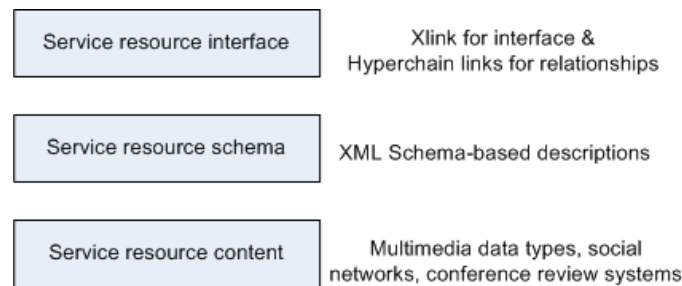 Service resource interface
Xlink for interface &
Hyperchain links for relationships
Service resource schema
XML Schema-based descriptions
Service resource content
Multimedia data types, social
networks, conference review systems